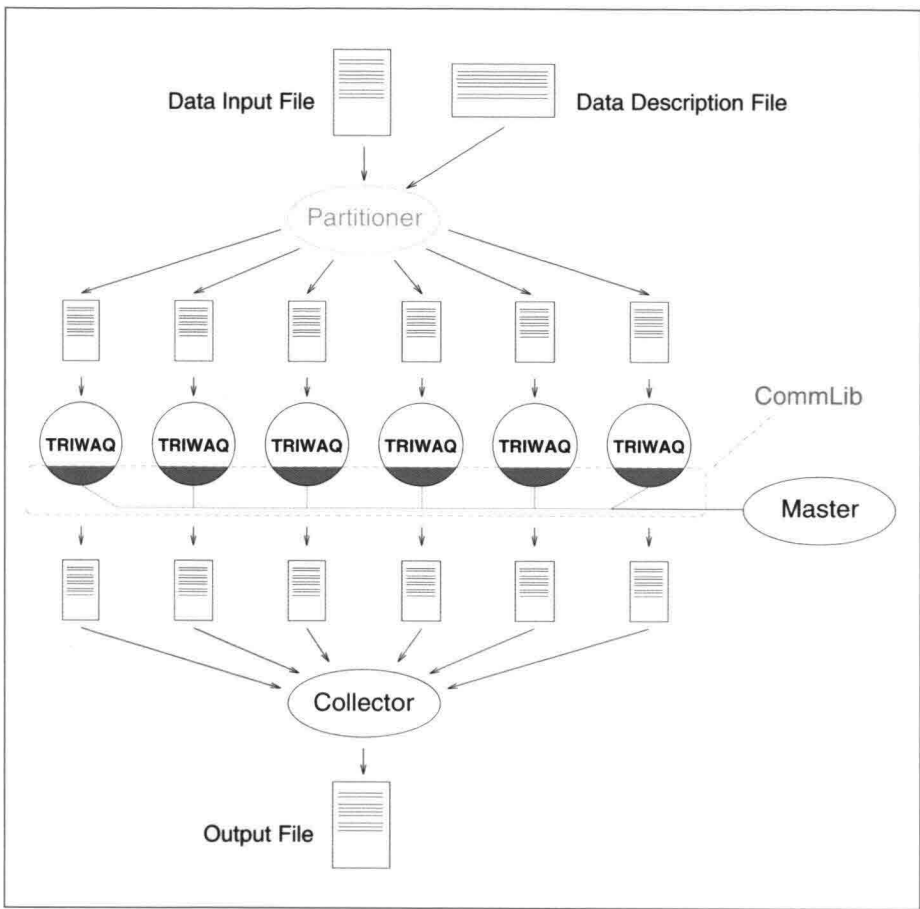 Data Input File
Data Description File
Partitioner
CommLib
TRIWAQ TRIWAQ TRIWAQ TRIWAQ TRIWAQ TRIWAQ
Master
Collector
Output File